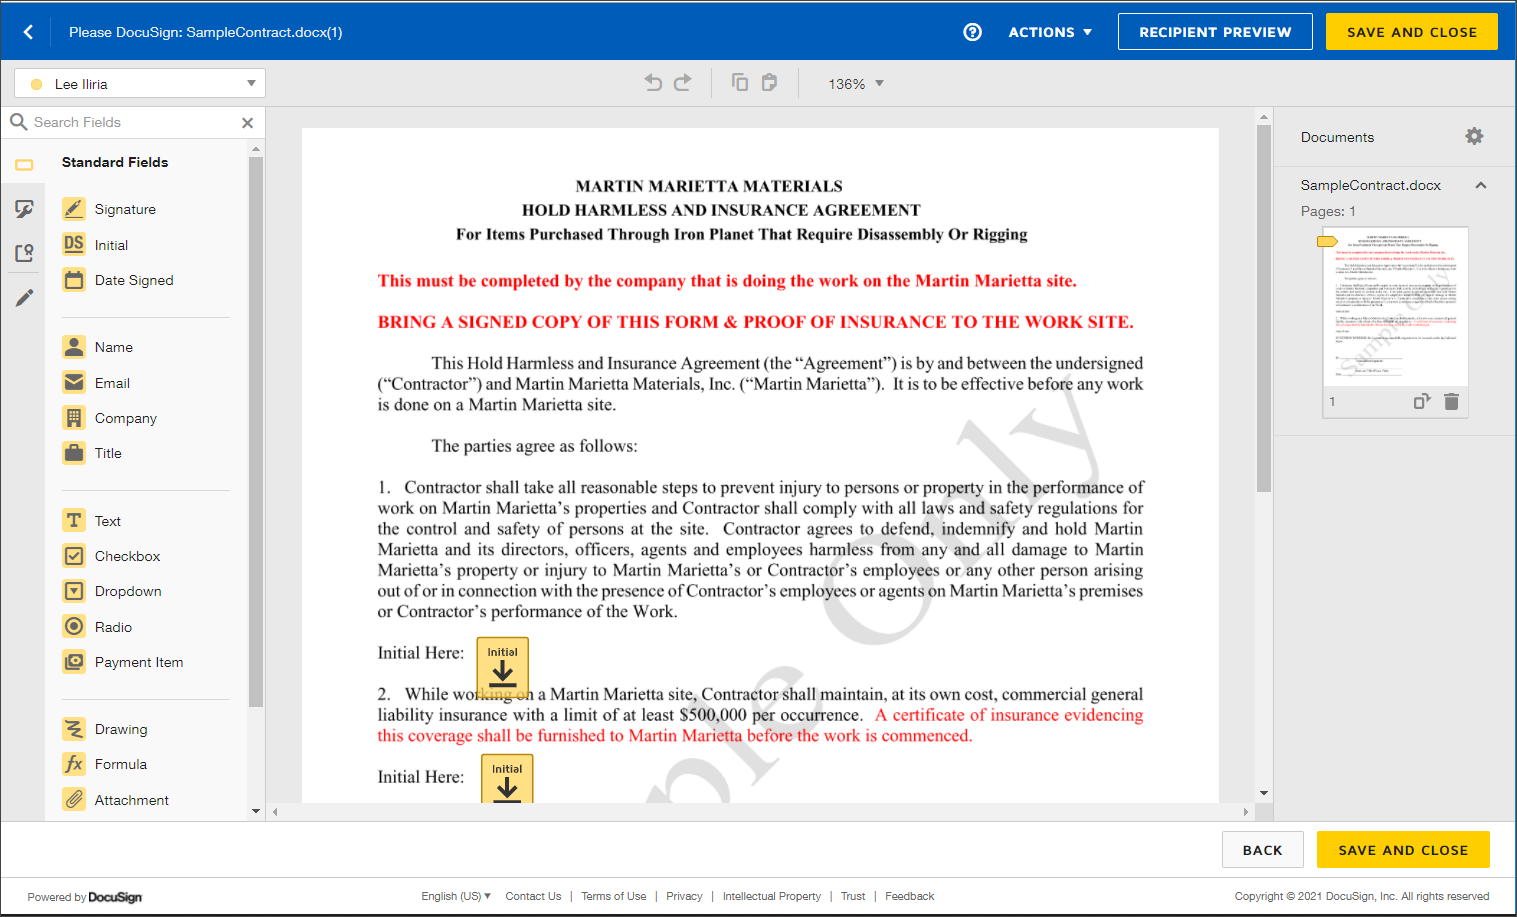 Please DocuSign: SampleContract.docx(1)
ACTIONS
RECIPIENT PREVIEW
SAVE AND CLOSE
Lee Iliria
136%
Search Fields
Standard Fields
Signature
DS Initial
Date Signed
Name
Email
Company
Title
T Text
Checkbox
Dropdown
Radio
Payment Item
Drawing
fx Formula
Attachment
MARTIN MARIETTA MATERIALS
HOLD HARMLESS AND INSURANCE AGREEMENT
For Items Purchased Through Iron Planet That Require Disassembly Or Rigging
This must be completed by the company that is doing the work on the Martin Marietta site.
BRING A SIGNED COPY OF THIS FORM & PROOF OF INSURANCE TO THE WORK SITE.
This Hold Harmless and Insurance Agreement (the “Agreement”) is by and between the undersigned
(“Contractor”) and Martin Marietta Materials, Inc. (“Martin Marietta”). It is to be effective before any work
is done on a Martin Marietta site.
The parties agree as follows:
1. Contractor shall take all reasonable steps to prevent injury to persons or property in the performance of
work on Martin Marietta’s properties and Contractor shall comply with all laws and safety regulations for
the control and safety of persons at the site. Contractor agrees to defend, indemnify and hold Martin
Marietta and its directors, officers, agents and employees harmless from any and all damage to Martin
Marietta’s property or injury to Martin Marietta’s or Contractor’s employees or any other person arising
out of or in connection with the presence of Contractor’s employees or agents on Martin Marietta’s premises
or Contractor’s performance of the Work.
Initial Here:
Initial
2. While working on a Martin Marietta site, Contractor shall maintain, at its own cost, commercial general
liability insurance with a limit of at least $500,000 per occurrence. A certificate of insurance evidencing
this coverage shall be furnished to Martin Marietta before the work is commenced.
Initial Here:
Initial
ple Only
Documents
SampleContract.docx
Pages: 1
Sample Only
1
BACK
SAVE AND CLOSE
Powered by DocuSign
English (US)
Contact Us | Terms of Use | Privacy | Intellectual Property | Trust | Feedback
Copyright © 2021 DocuSign, Inc. All rights reserved